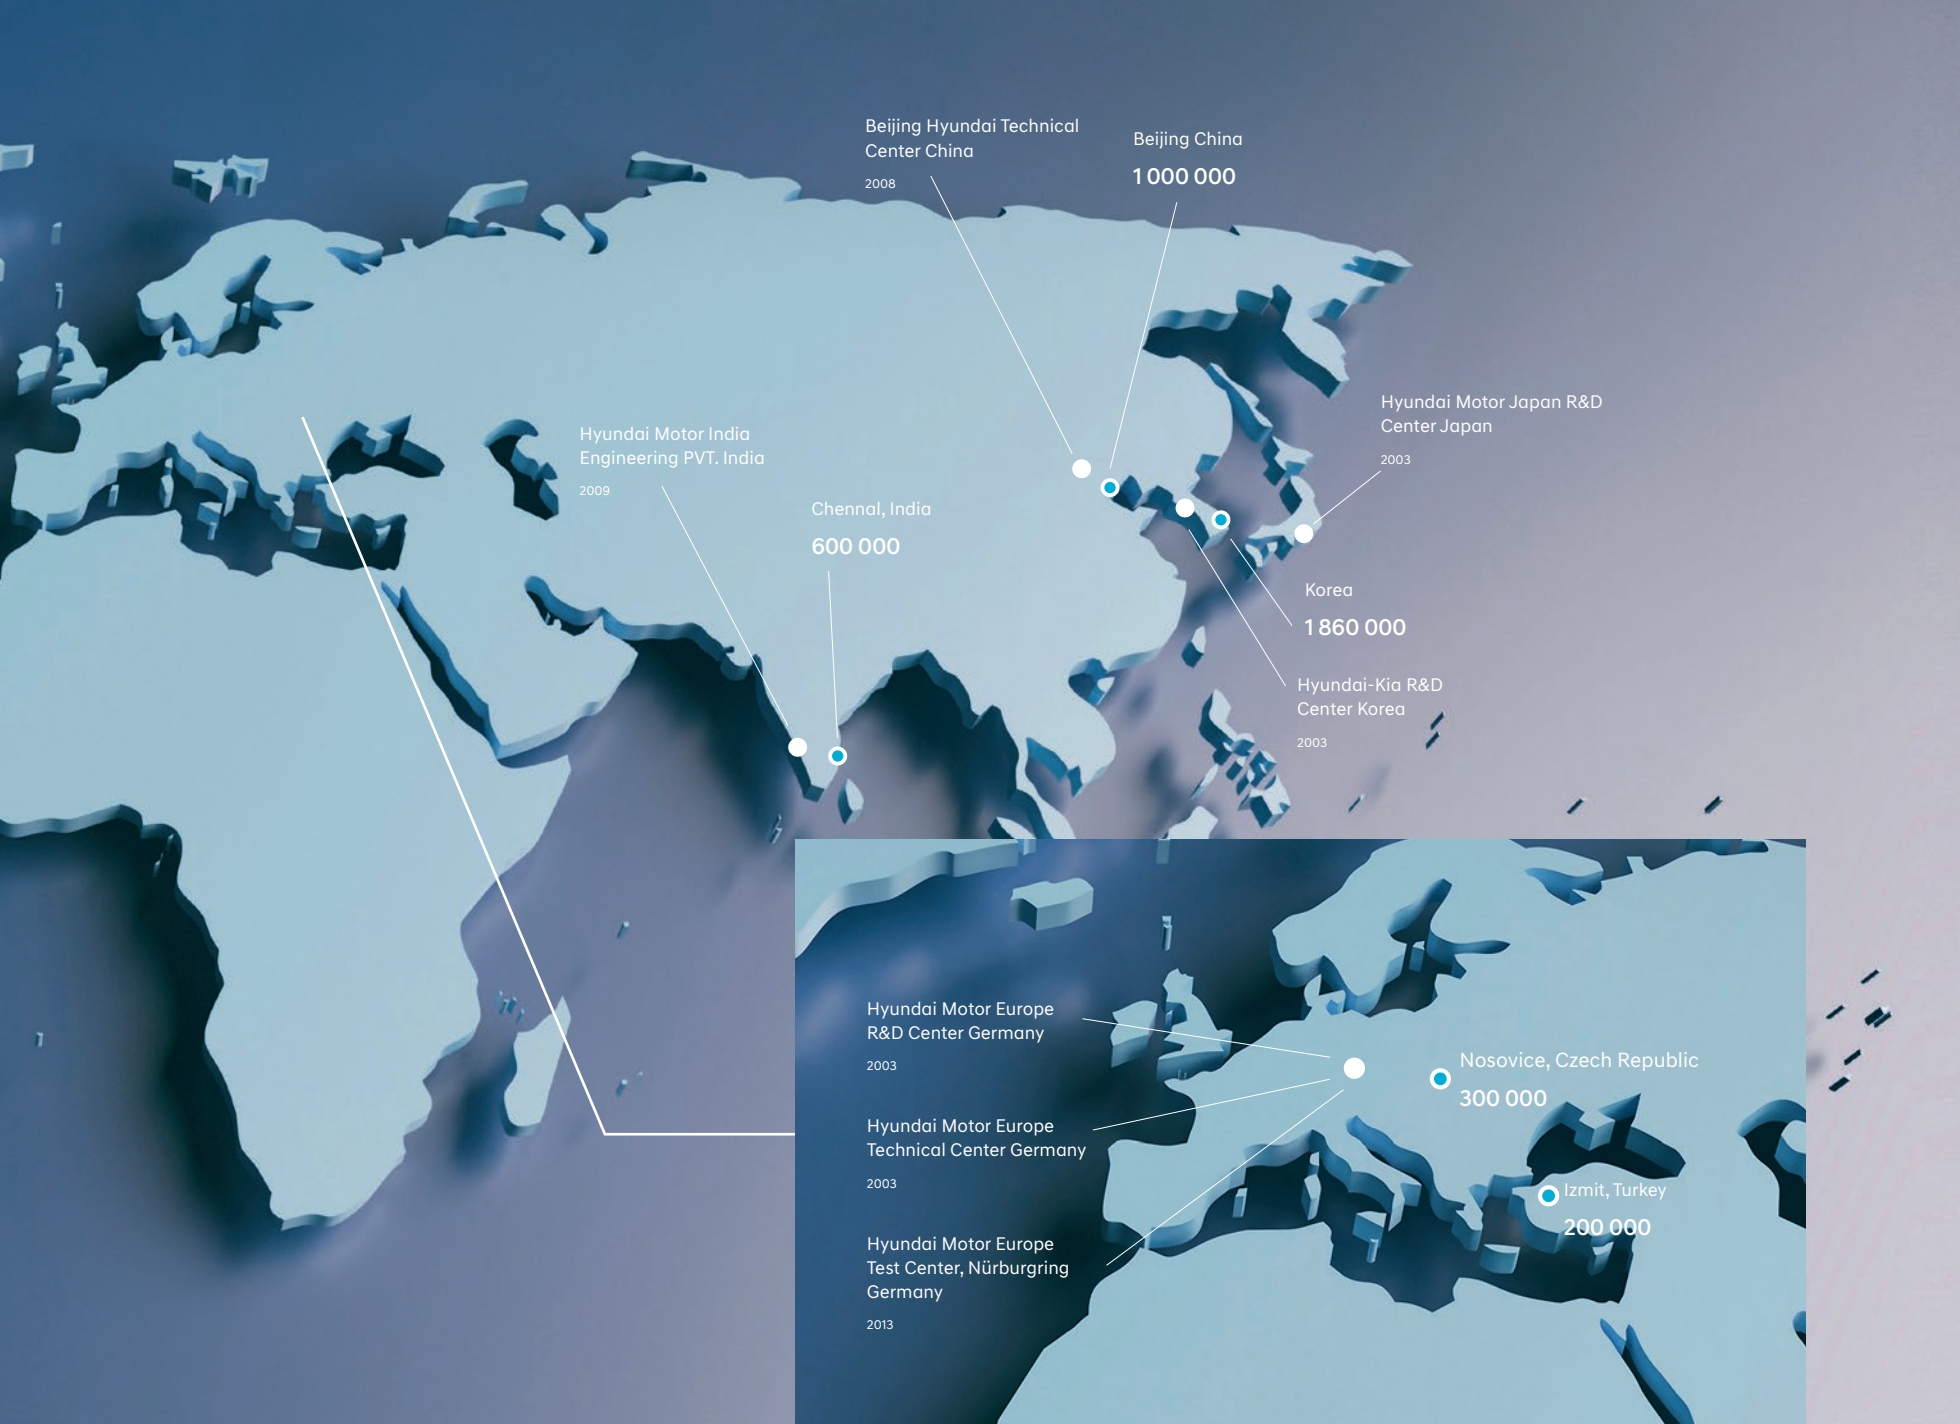 Beijing Hyundai Technical
Center China
2008
Beijing China
1 000 000
Hyundai Motor Japan R&D
Center Japan
2003
Hyundai Motor India
Engineering PVT. India
2009
Chennal, India
600 000
Korea
1 860 000
Hyundai-Kia R&D
Center Korea
2003
Hyundai Motor Europe
R&D Center Germany
2003
Nosovice, Czech Republic
300 000
Hyundai Motor Europe
Technical Center Germany
2003
Izmit, Turkey
200 000
Hyundai Motor Europe
Test Center, Nürburgring
Germany
2013